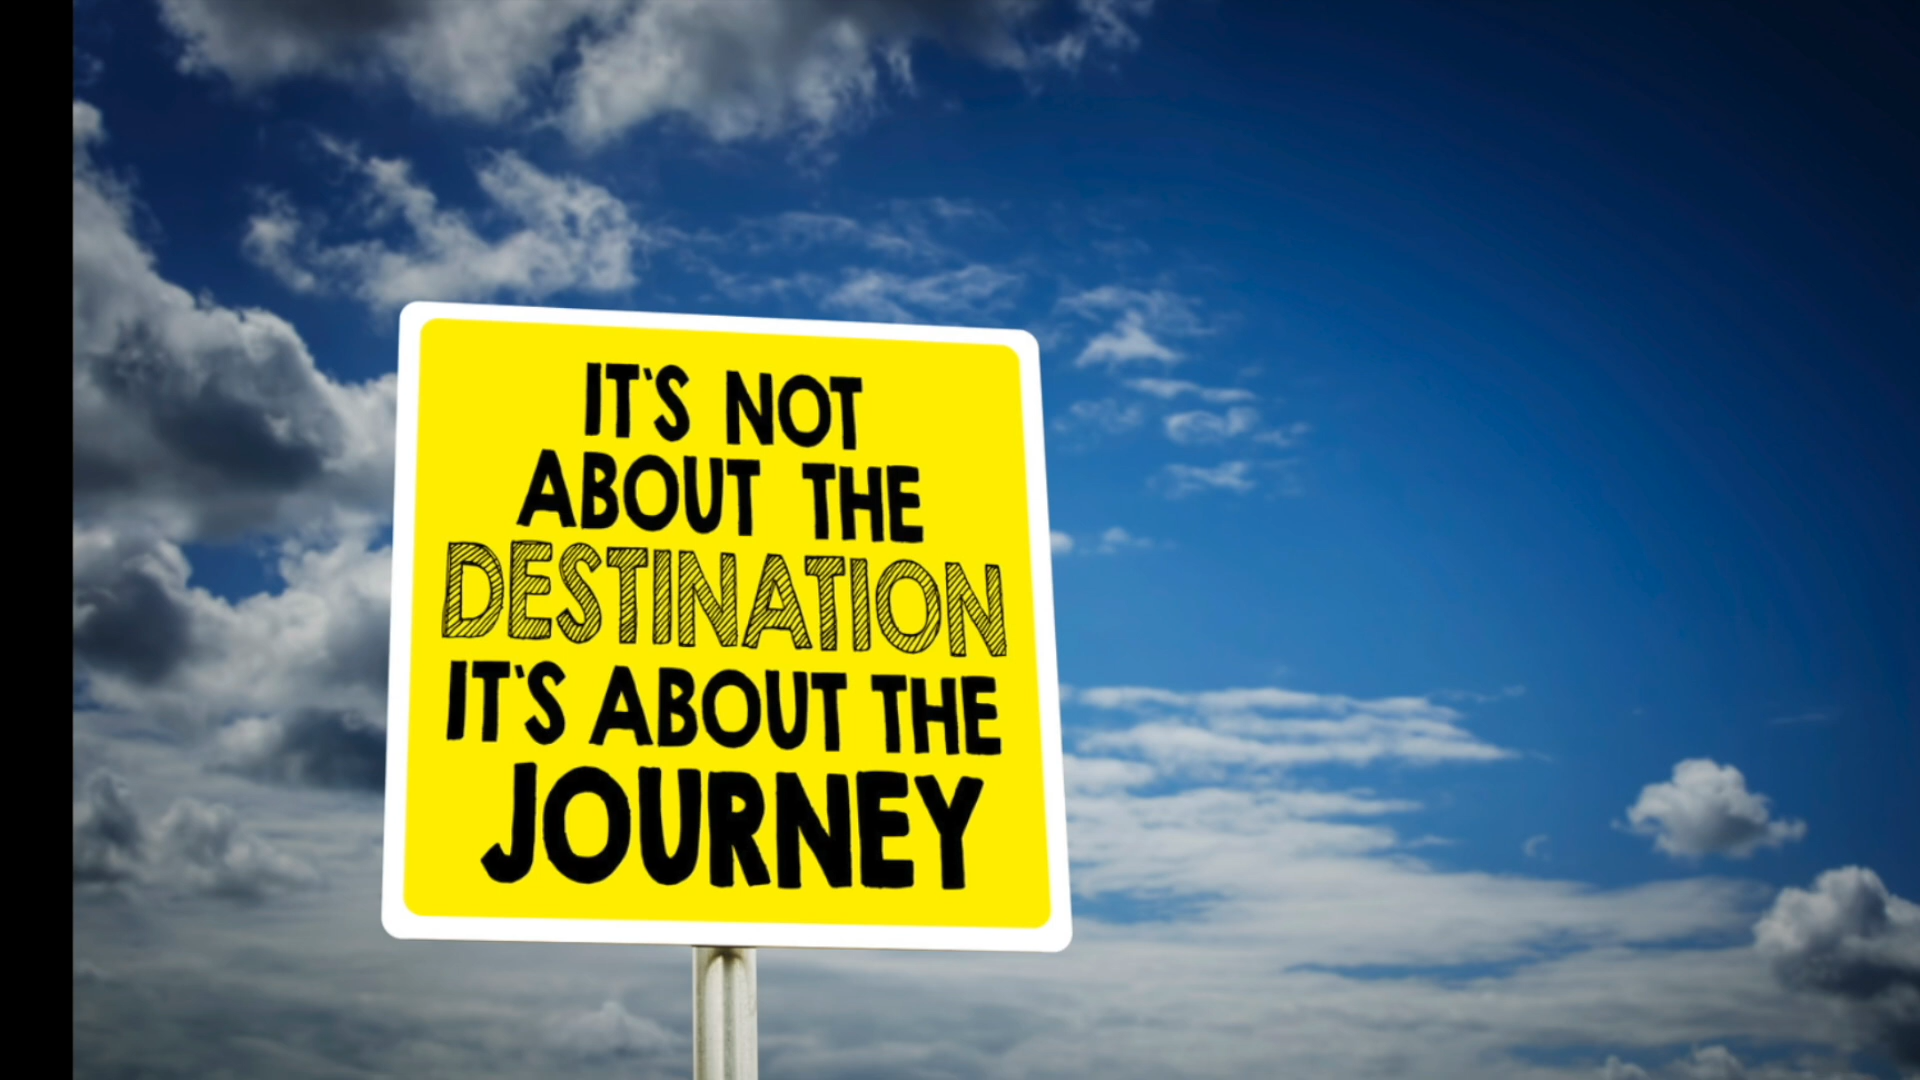 IT'S NOT
ABOUT THE
DESTINATION
IT'S ABOUT THE
JOURNEY